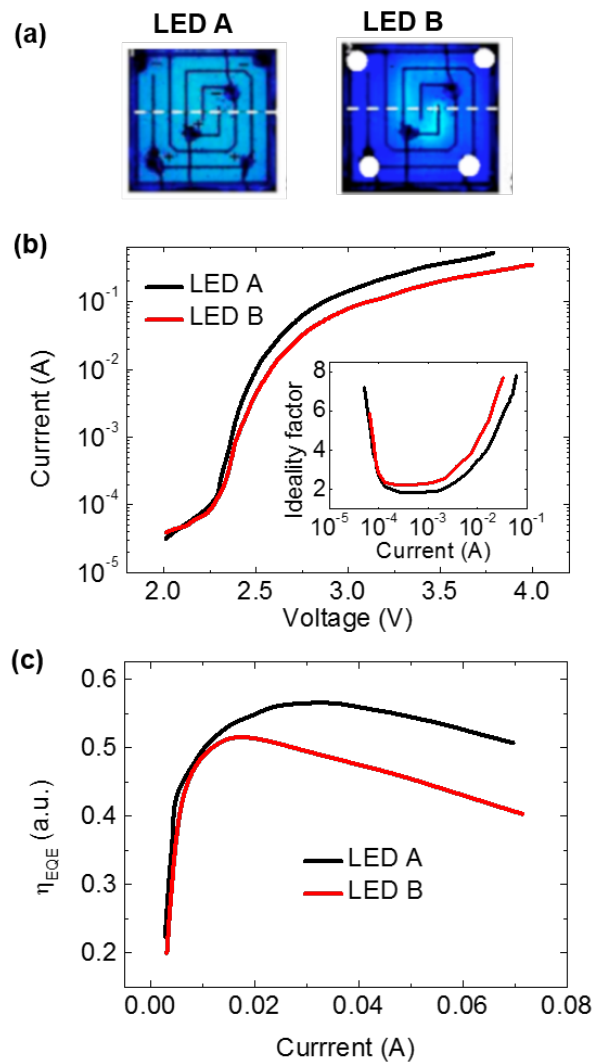 (a)
LED A
LED B
(b)
LED A
LED B
Currrent (A)
10⁻¹
10⁻²
10⁻³
10⁻⁴
10⁻⁵
2.0 2.5 3.0 3.5 4.0
Voltage (V)
Ideality factor
8
6
4
2
10⁻⁵ 10⁻⁴ 10⁻³ 10⁻² 10⁻¹
Current (A)
(c)
η_EQE (a.u.)
0.6
0.5
0.4
0.3
0.2
LED A
LED B
0.00 0.02 0.04 0.06 0.08
Currrent (A)